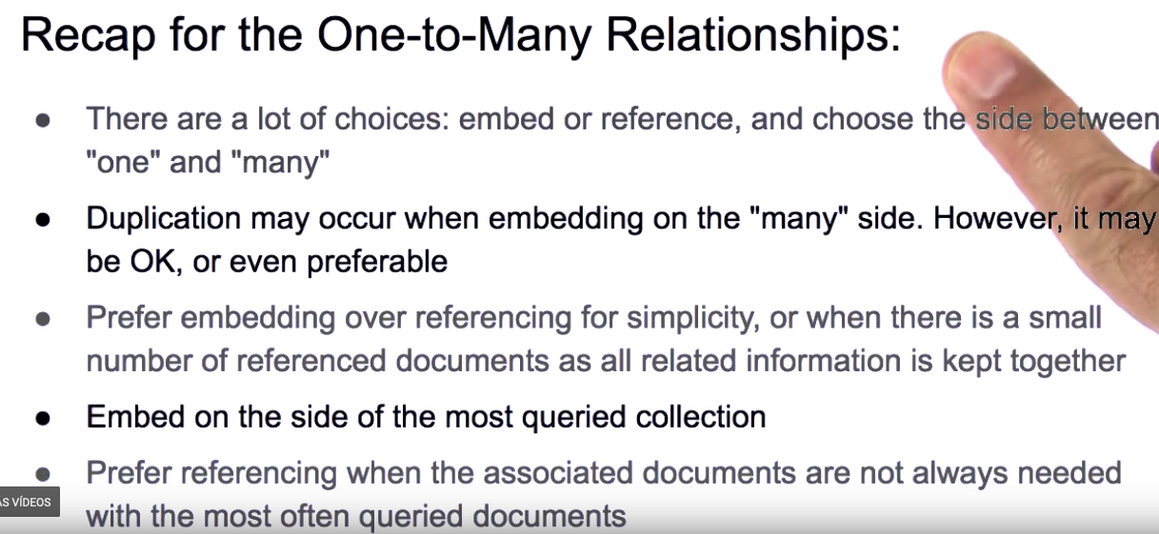 Recap for the One-to-Many Relationships:
● There are a lot of choices: embed or reference, and choose the side between
"one" and "many"
● Duplication may occur when embedding on the "many" side. However, it may
be OK, or even preferable
● Prefer embedding over referencing for simplicity, or when there is a small
number of referenced documents as all related information is kept together
● Embed on the side of the most queried collection
● Prefer referencing when the associated documents are not always needed
with the most often queried documents
AS VÍDEOS